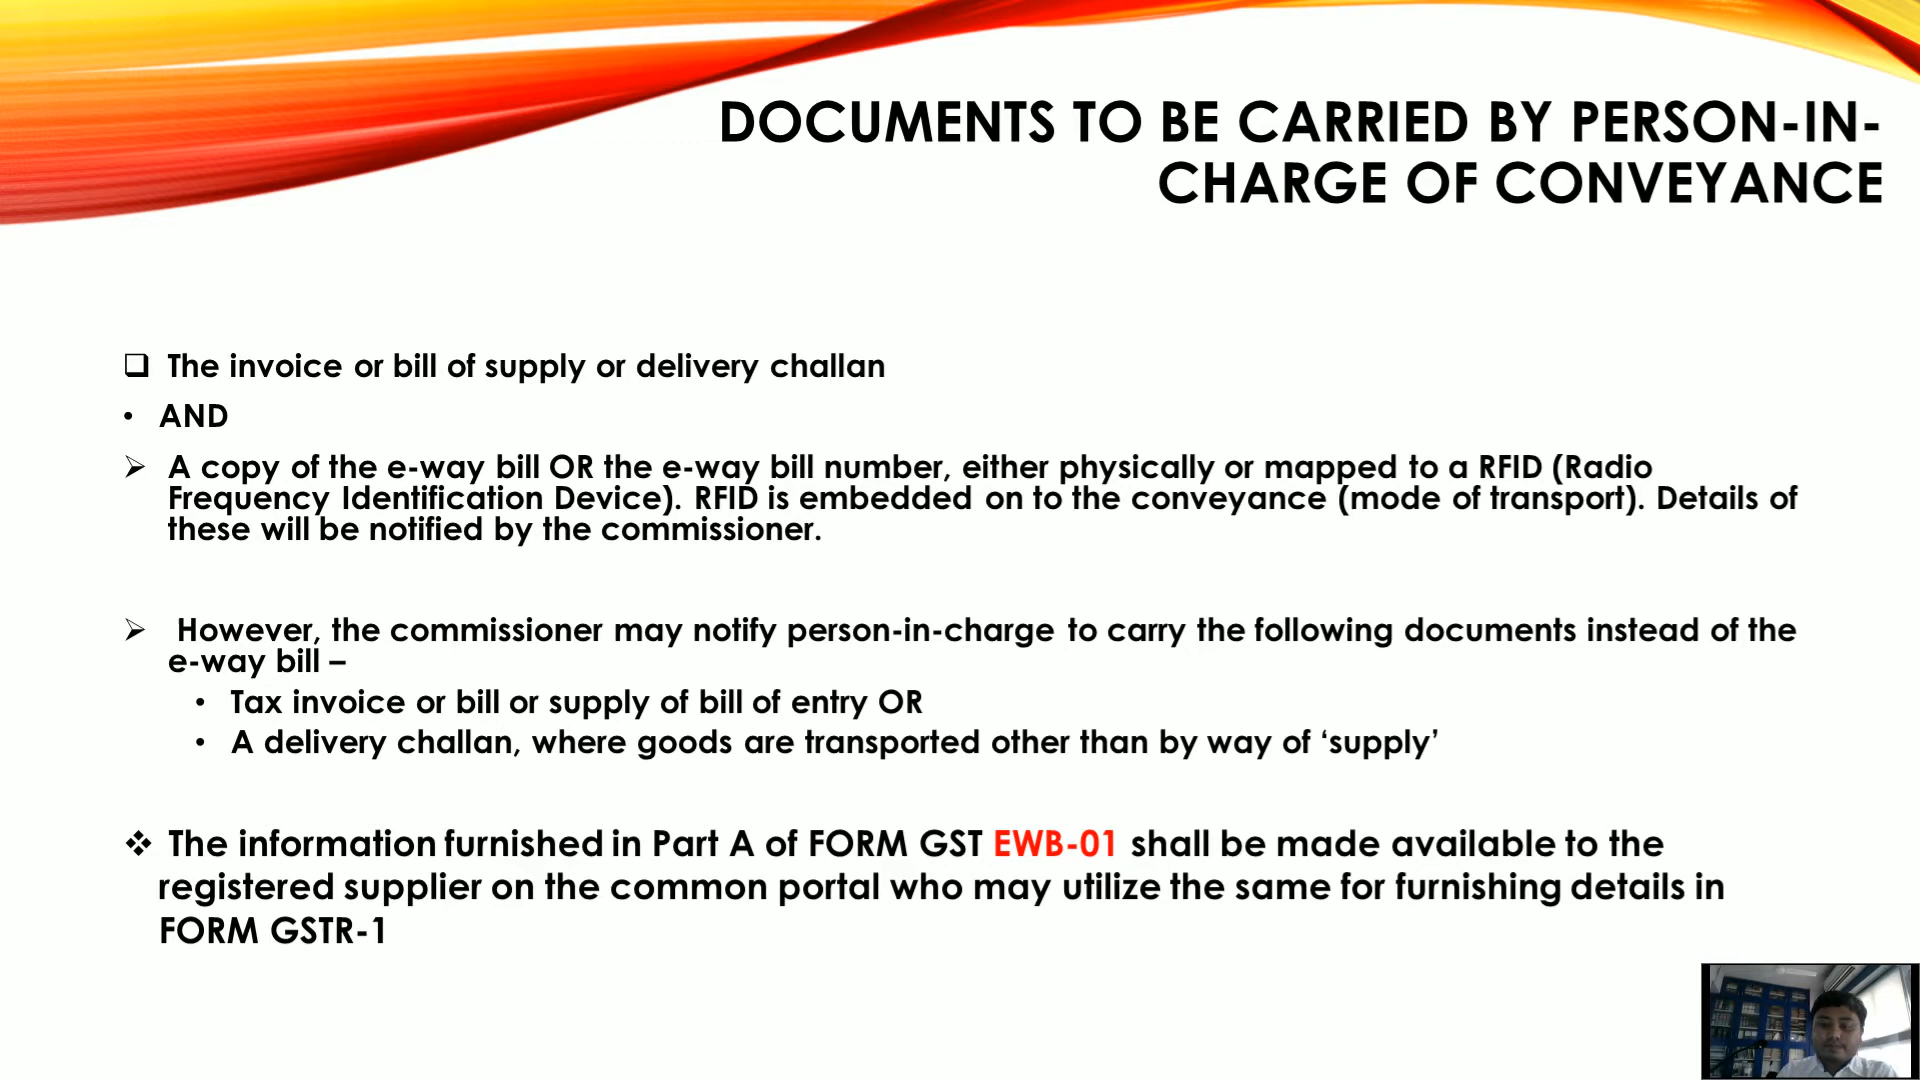 DOCUMENTS TO BE CARRIED BY PERSON-IN-
CHARGE OF CONVEYANCE
❑ The invoice or bill of supply or delivery challan
• AND
➢ A copy of the e-way bill OR the e-way bill number, either physically or mapped to a RFID (Radio
Frequency Identification Device). RFID is embedded on to the conveyance (mode of transport). Details of
these will be notified by the commissioner.
➢ However, the commissioner may notify person-in-charge to carry the following documents instead of the
e-way bill –
• Tax invoice or bill or supply of bill of entry OR
• A delivery challan, where goods are transported other than by way of ‘supply’
❖ The information furnished in Part A of FORM GST EWB-01 shall be made available to the
registered supplier on the common portal who may utilize the same for furnishing details in
FORM GSTR-1